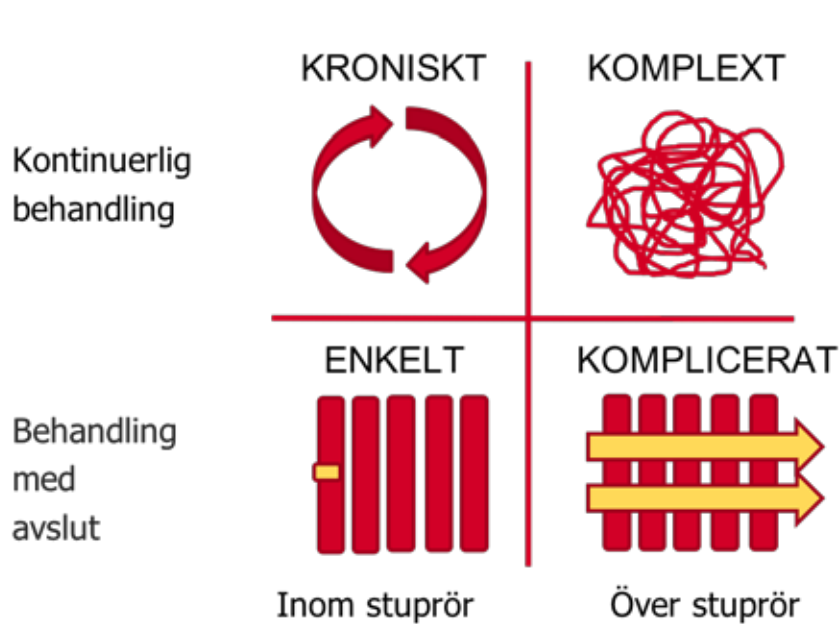 KRONISKT
KOMPLEXT
Kontinuerlig
behandling
ENKELT
KOMPLICERAT
Behandling
med
avslut
Inom stuprör
Över stuprör